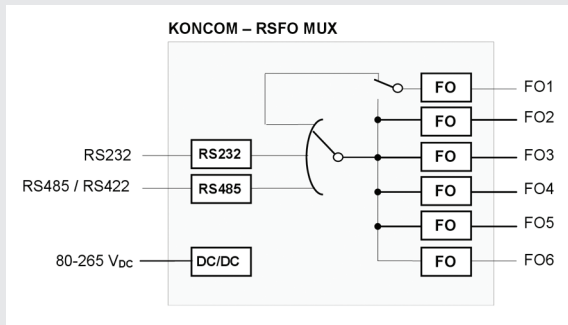 KONCOM – RSFO MUX
FO FO1
FO FO2
RS232 RS232 FO FO3
RS485 / RS422 RS485 FO FO4
FO FO5
80-265 VDC DC/DC FO FO6